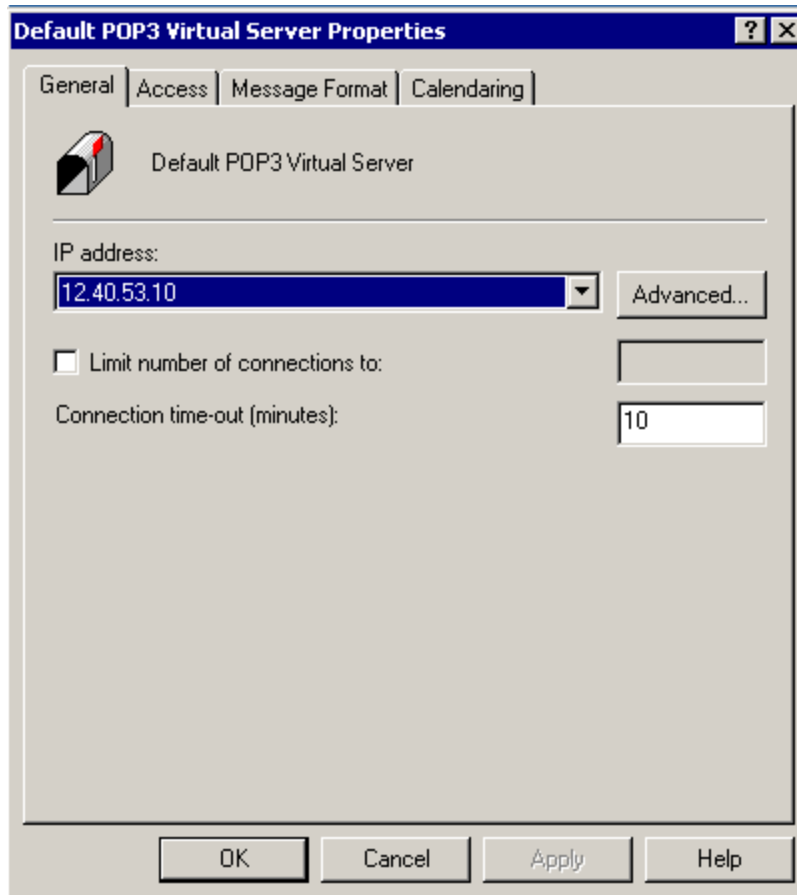 Default POP3 Virtual Server Properties
General Access Message Format Calendaring
Default POP3 Virtual Server
IP address:
12.40.53.10 Advanced...
Limit number of connections to:
Connection time-out (minutes): 10
OK Cancel Apply Help